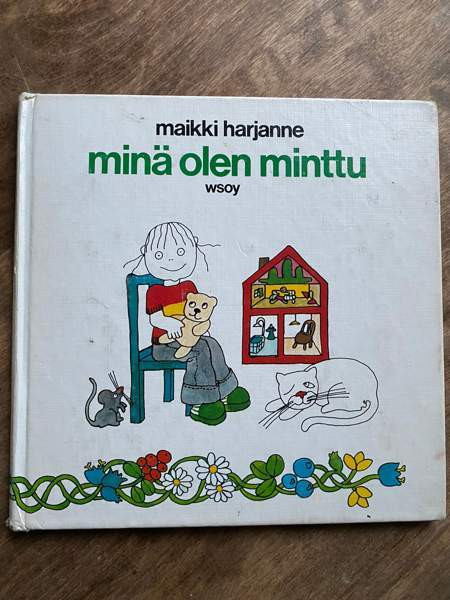 maikki harjanne
minä olen minttu
wsoy